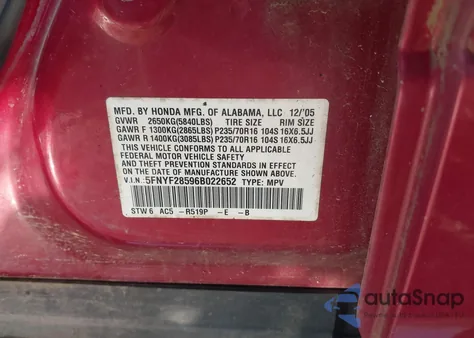 MFD. BY HONDA MFG. OF ALABAMA, LLC 12/'05
GVWR 2650KG(5840LBS) TIRE SIZE RIM SIZE
GAWR F 1300KG(2865LBS) P235/70R16 104S 16X6.5JJ
GAWR R 1400KG(3085LBS) P235/70R16 104S 16X6.5JJ
THIS VEHICLE CONFORMS TO ALL APPLICABLE
FEDERAL MOTOR VEHICLE SAFETY
AND THEFT PREVENTION STANDARDS IN EFFECT
ON THE DATE OF MANUFACTURE SHOWN ABOVE.
V.I.N. 5FNYF28596B022652 TYPE: MPV
STW 6 AC5 -R519P -E -B
autoSnap